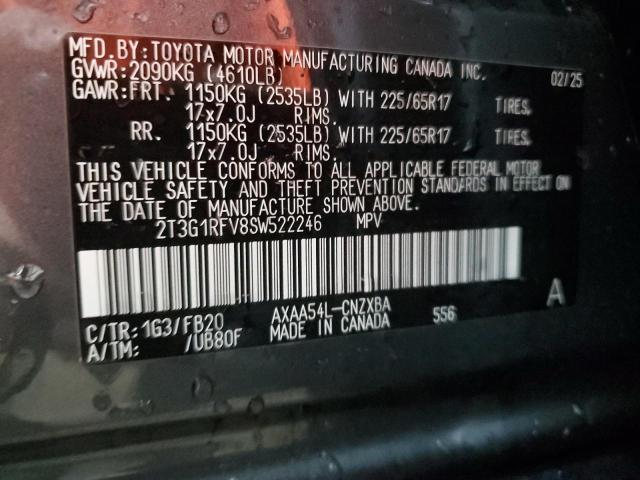 MFD.BY:TOYOTA MOTOR MANUFACTURING CANADA INC. 02/25
GVWR:2090KG (4610LB)
GAWR:FRT. 1150KG (2535LB) WITH 225/65R17 TIRES,
17x7.0J RIMS.
RR. 1150KG (2535LB) WITH 225/65R17 TIRES,
17x7.0J RIMS.
THIS VEHICLE CONFORMS TO ALL APPLICABLE FEDERAL MOTOR
VEHICLE SAFETY AND THEFT PREVENTION STANDARDS IN EFFECT ON
THE DATE OF MANUFACTURE SHOWN ABOVE.
2T3G1RFV8SW522246 MPV
C/TR:1G3/FB20 AXAA54L-CNZXBA 556 A
A/TM: /UB80F MADE IN CANADA